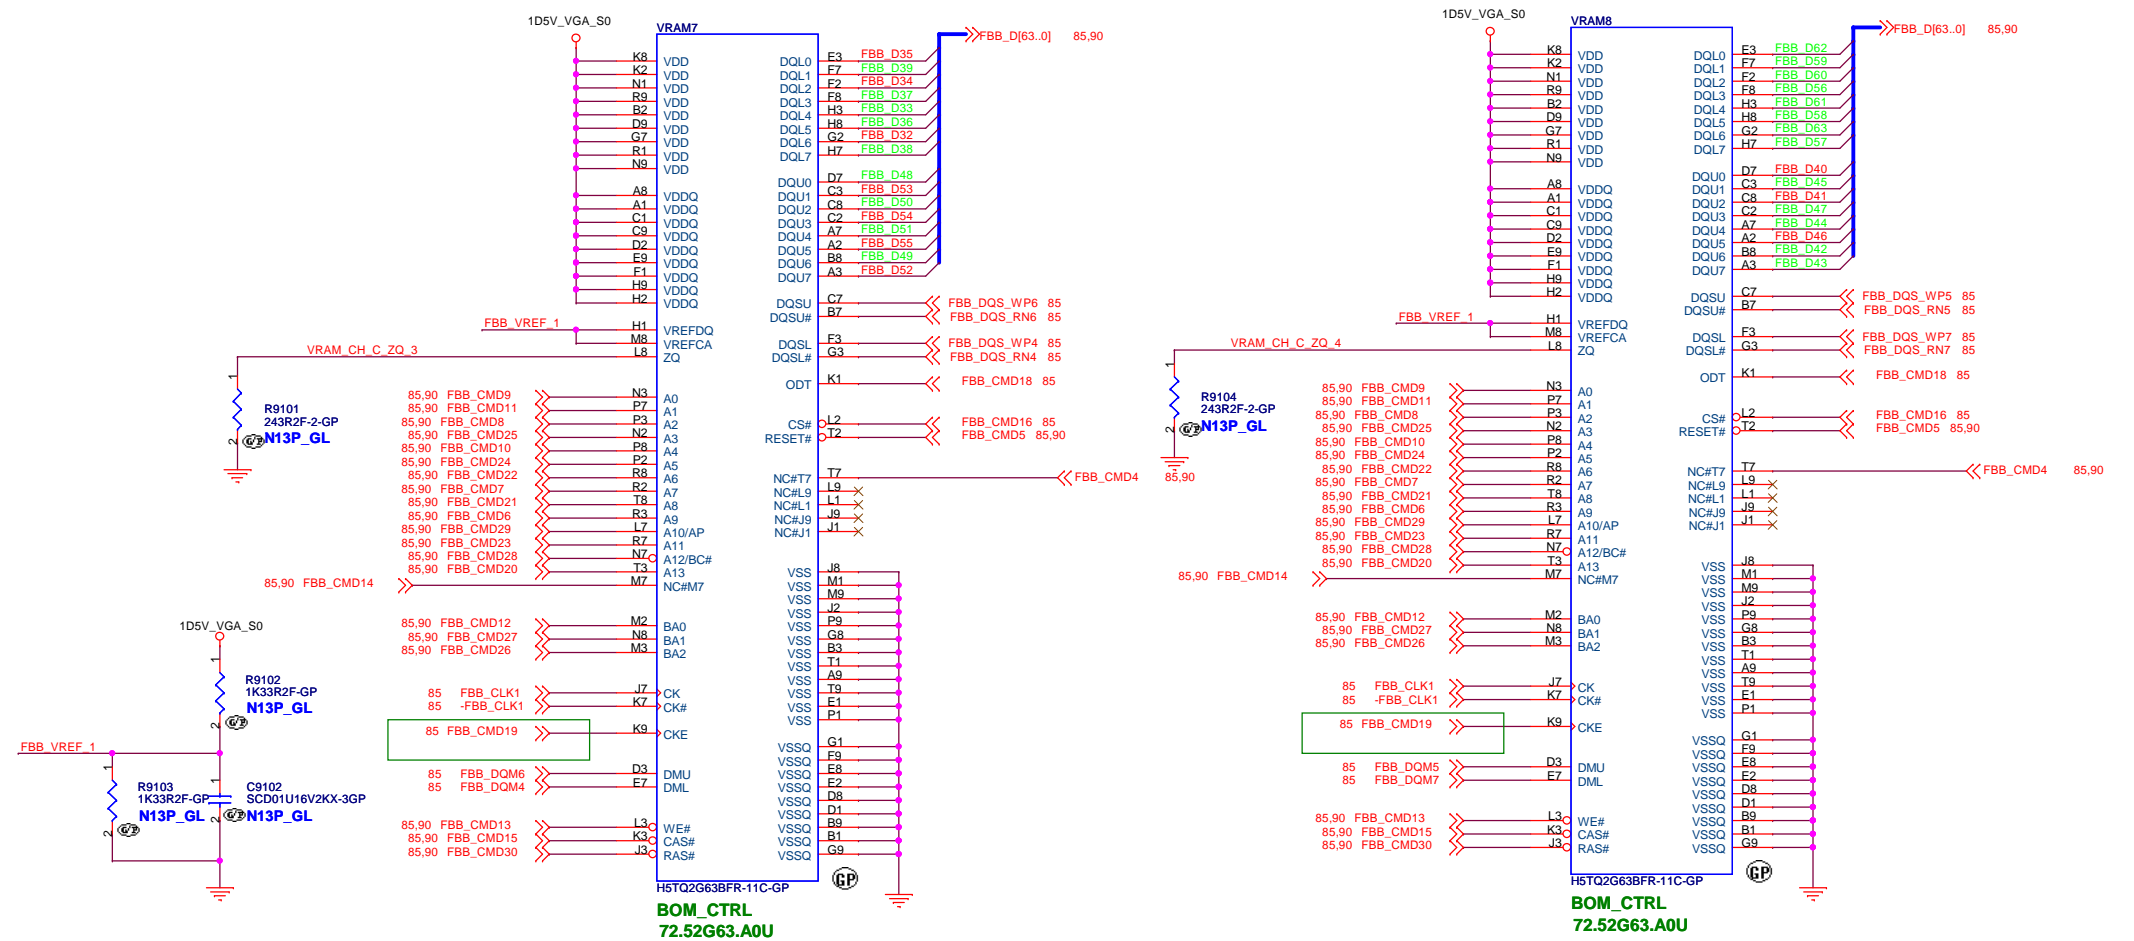 1D5V_VGA_S0
VRAM7
FBB_D[63..0] 85,90
K8 VDD
K2 VDD
N1 VDD
R9 VDD
B2 VDD
D9 VDD
G7 VDD
R1 VDD
N9 VDD
A8 VDDQ
A1 VDDQ
C1 VDDQ
C9 VDDQ
D2 VDDQ
E9 VDDQ
F1 VDDQ
H9 VDDQ
H2 VDDQ
FBB_VREF_1
H1 VREFDQ
M8 VREFCA
VRAM_CH_C_ZQ_3 L8 ZQ
1
R9101
243R2F-2-GP
2 G/P N13P_GL
85,90 FBB_CMD9 N3 A0
85,90 FBB_CMD11 P7 A1
85,90 FBB_CMD8 P3 A2
85,90 FBB_CMD25 N2 A3
85,90 FBB_CMD10 P8 A4
85,90 FBB_CMD24 P2 A5
85,90 FBB_CMD22 R8 A6
85,90 FBB_CMD7 R2 A7
85,90 FBB_CMD21 T8 A8
85,90 FBB_CMD6 R3 A9
85,90 FBB_CMD29 L7 A10/AP
85,90 FBB_CMD23 R7 A11
85,90 FBB_CMD28 N7 A12/BC#
85,90 FBB_CMD20 T3 A13
85,90 FBB_CMD14 M7 NC#M7
85,90 FBB_CMD12 M2 BA0
85,90 FBB_CMD27 N8 BA1
85,90 FBB_CMD26 M3 BA2
85 FBB_CLK1 J7 CK
85 -FBB_CLK1 K7 CK#
85 FBB_CMD19 K9 CKE
85 FBB_DQM6 D3 DMU
85 FBB_DQM4 E7 DML
85,90 FBB_CMD13 L3 WE#
85,90 FBB_CMD15 K3 CAS#
85,90 FBB_CMD30 J3 RAS#
DQL0 E3 FBB_D35
DQL1 F7 FBB_D39
DQL2 F2 FBB_D34
DQL3 F8 FBB_D37
DQL4 H3 FBB_D33
DQL5 H8 FBB_D36
DQL6 G2 FBB_D32
DQL7 H7 FBB_D38
DQU0 D7 FBB_D48
DQU1 C3 FBB_D53
DQU2 C8 FBB_D50
DQU3 C2 FBB_D54
DQU4 A7 FBB_D51
DQU5 A2 FBB_D55
DQU6 B8 FBB_D49
DQU7 A3 FBB_D52
DQSU C7 FBB_DQS_WP6 85
DQSU# B7 FBB_DQS_RN6 85
DQSL F3 FBB_DQS_WP4 85
DQSL# G3 FBB_DQS_RN4 85
ODT K1 FBB_CMD18 85
CS# L2 FBB_CMD16 85
RESET# T2 FBB_CMD5 85,90
NC#T7 T7 FBB_CMD4 85,90
NC#L9 L9
NC#L1 L1
NC#J9 J9
NC#J1 J1
VSS J8
VSS M1
VSS M9
VSS J2
VSS P9
VSS G8
VSS B3
VSS T1
VSS A9
VSS T9
VSS E1
VSS P1
VSSQ G1
VSSQ F9
VSSQ E8
VSSQ E2
VSSQ D8
VSSQ D1
VSSQ B9
VSSQ B1
VSSQ G9
GP
H5TQ2G63BFR-11C-GP
BOM_CTRL
72.52G63.A0U
1D5V_VGA_S0
1
R9102
1K33R2F-GP
N13P_GL
2 G/P
FBB_VREF_1
1
R9103
1K33R2F-GP
N13P_GL
2 G/P
1
C9102
SCD01U16V2KX-3GP
2 G/P N13P_GL
1D5V_VGA_S0
VRAM8
FBB_D[63..0] 85,90
K8 VDD
K2 VDD
N1 VDD
R9 VDD
B2 VDD
D9 VDD
G7 VDD
R1 VDD
N9 VDD
A8 VDDQ
A1 VDDQ
C1 VDDQ
C9 VDDQ
D2 VDDQ
E9 VDDQ
F1 VDDQ
H9 VDDQ
H2 VDDQ
FBB_VREF_1
H1 VREFDQ
M8 VREFCA
VRAM_CH_C_ZQ_4 L8 ZQ
1
R9104
243R2F-2-GP
2 G/P N13P_GL
85,90 FBB_CMD9 N3 A0
85,90 FBB_CMD11 P7 A1
85,90 FBB_CMD8 P3 A2
85,90 FBB_CMD25 N2 A3
85,90 FBB_CMD10 P8 A4
85,90 FBB_CMD24 P2 A5
85,90 FBB_CMD22 R8 A6
85,90 FBB_CMD7 R2 A7
85,90 FBB_CMD21 T8 A8
85,90 FBB_CMD6 R3 A9
85,90 FBB_CMD29 L7 A10/AP
85,90 FBB_CMD23 R7 A11
85,90 FBB_CMD28 N7 A12/BC#
85,90 FBB_CMD20 T3 A13
85,90 FBB_CMD14 M7 NC#M7
85,90 FBB_CMD12 M2 BA0
85,90 FBB_CMD27 N8 BA1
85,90 FBB_CMD26 M3 BA2
85 FBB_CLK1 J7 CK
85 -FBB_CLK1 K7 CK#
85 FBB_CMD19 K9 CKE
85 FBB_DQM5 D3 DMU
85 FBB_DQM7 E7 DML
85,90 FBB_CMD13 L3 WE#
85,90 FBB_CMD15 K3 CAS#
85,90 FBB_CMD30 J3 RAS#
DQL0 E3 FBB_D62
DQL1 F7 FBB_D59
DQL2 F2 FBB_D60
DQL3 F8 FBB_D56
DQL4 H3 FBB_D61
DQL5 H8 FBB_D58
DQL6 G2 FBB_D63
DQL7 H7 FBB_D57
DQU0 D7 FBB_D40
DQU1 C3 FBB_D45
DQU2 C8 FBB_D41
DQU3 C2 FBB_D47
DQU4 A7 FBB_D44
DQU5 A2 FBB_D46
DQU6 B8 FBB_D42
DQU7 A3 FBB_D43
DQSU C7 FBB_DQS_WP5 85
DQSU# B7 FBB_DQS_RN5 85
DQSL F3 FBB_DQS_WP7 85
DQSL# G3 FBB_DQS_RN7 85
ODT K1 FBB_CMD18 85
CS# L2 FBB_CMD16 85
RESET# T2 FBB_CMD5 85,90
NC#T7 T7 FBB_CMD4 85,90
NC#L9 L9
NC#L1 L1
NC#J9 J9
NC#J1 J1
VSS J8
VSS M1
VSS M9
VSS J2
VSS P9
VSS G8
VSS B3
VSS T1
VSS A9
VSS T9
VSS E1
VSS P1
VSSQ G1
VSSQ F9
VSSQ E8
VSSQ E2
VSSQ D8
VSSQ D1
VSSQ B9
VSSQ B1
VSSQ G9
GP
H5TQ2G63BFR-11C-GP
BOM_CTRL
72.52G63.A0U